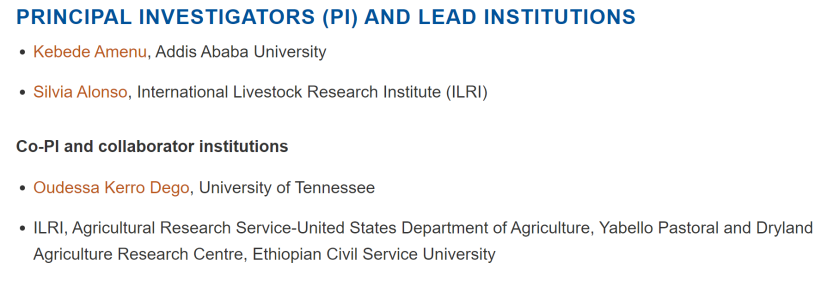 PRINCIPAL INVESTIGATORS (PI) AND LEAD INSTITUTIONS
• Kebede Amenu, Addis Ababa University
• Silvia Alonso, International Livestock Research Institute (ILRI)
Co-PI and collaborator institutions
• Oudessa Kerro Dego, University of Tennessee
• ILRI, Agricultural Research Service-United States Department of Agriculture, Yabello Pastoral and Dryland
Agriculture Research Centre, Ethiopian Civil Service University